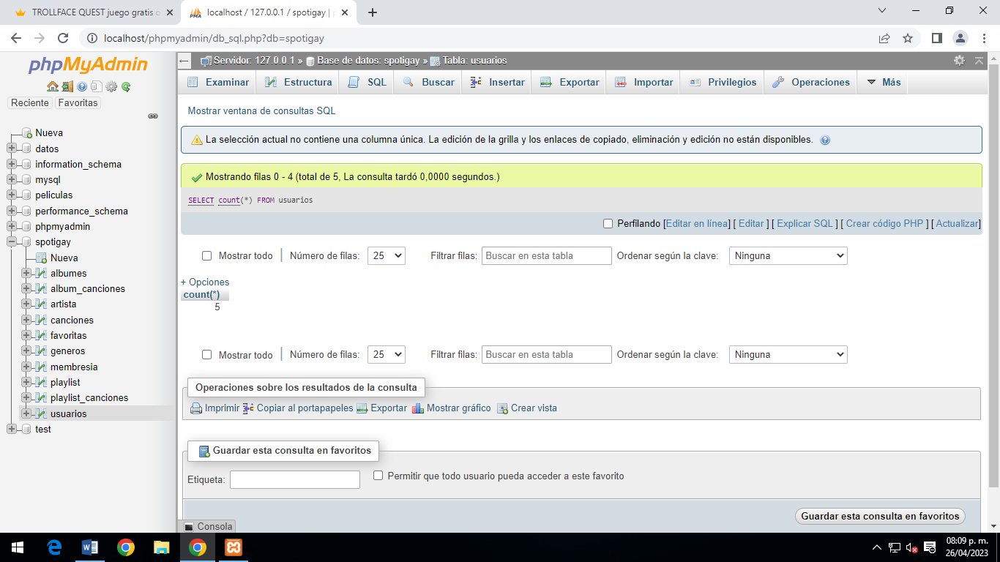 TROLLFACE QUEST juego gratis o
localhost / 127.0.0.1 / spotigay | p
localhost/phpmyadmin/db_sql.php?db=spotigay
phpMyAdmin
Reciente Favoritas
Nueva
datos
information_schema
mysql
peliculas
performance_schema
phpmyadmin
spotigay
Nueva
albumes
album_canciones
artista
canciones
favoritas
generos
membresia
playlist
playlist_canciones
usuarios
test
Servidor: 127.0.0.1 » Base de datos: spotigay » Tabla: usuarios
Examinar Estructura SQL Buscar Insertar Exportar Importar Privilegios Operaciones Más
Mostrar ventana de consultas SQL
La selección actual no contiene una columna única. La edición de la grilla y los enlaces de copiado, eliminación y edición no están disponibles.
Mostrando filas 0 - 4 (total de 5, La consulta tardó 0,0000 segundos.)
SELECT count(*) FROM usuarios
Perfilando [Editar en línea] [ Editar ] [ Explicar SQL ] [ Crear código PHP ] [ Actualizar]
Mostrar todo | Número de filas: 25 Filtrar filas: Buscar en esta tabla Ordenar según la clave: Ninguna
+ Opciones
count(*)
5
Mostrar todo | Número de filas: 25 Filtrar filas: Buscar en esta tabla Ordenar según la clave: Ninguna
Operaciones sobre los resultados de la consulta
Imprimir Copiar al portapapeles Exportar Mostrar gráfico Crear vista
Guardar esta consulta en favoritos
Etiqueta: Permitir que todo usuario pueda acceder a este favorito
Guardar esta consulta en favoritos
Consola
08:09 p. m.
26/04/2023